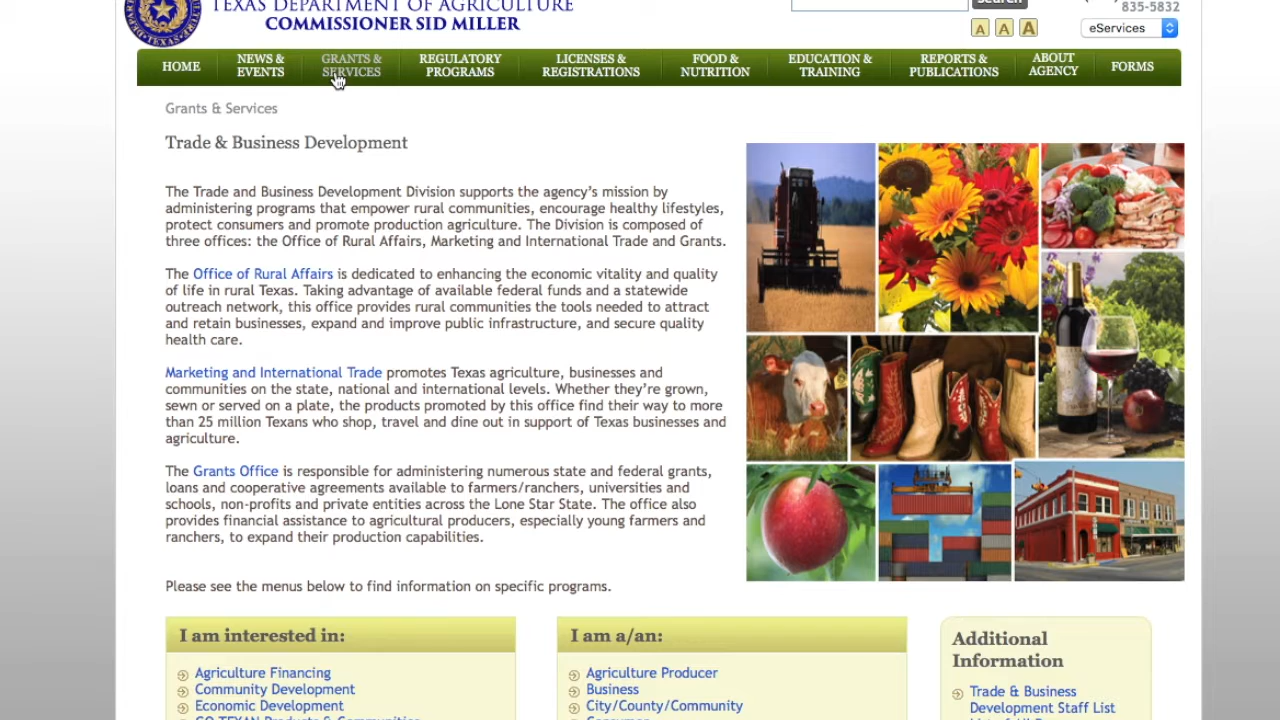 TEXAS DEPARTMENT OF AGRICULTURE
COMMISSIONER SID MILLER
Search
835-5832
A A A
eServices
HOME
NEWS & EVENTS
GRANTS & SERVICES
REGULATORY PROGRAMS
LICENSES & REGISTRATIONS
FOOD & NUTRITION
EDUCATION & TRAINING
REPORTS & PUBLICATIONS
ABOUT AGENCY
FORMS
Grants & Services
Trade & Business Development
The Trade and Business Development Division supports the agency’s mission by
administering programs that empower rural communities, encourage healthy lifestyles,
protect consumers and promote production agriculture. The Division is composed of
three offices: the Office of Rural Affairs, Marketing and International Trade and Grants.
The Office of Rural Affairs is dedicated to enhancing the economic vitality and quality
of life in rural Texas. Taking advantage of available federal funds and a statewide
outreach network, this office provides rural communities the tools needed to attract
and retain businesses, expand and improve public infrastructure, and secure quality
health care.
Marketing and International Trade promotes Texas agriculture, businesses and
communities on the state, national and international levels. Whether they’re grown,
sewn or served on a plate, the products promoted by this office find their way to more
than 25 million Texans who shop, travel and dine out in support of Texas businesses and
agriculture.
The Grants Office is responsible for administering numerous state and federal grants,
loans and cooperative agreements available to farmers/ranchers, universities and
schools, non-profits and private entities across the Lone Star State. The office also
provides financial assistance to agricultural producers, especially young farmers and
ranchers, to expand their production capabilities.
Please see the menus below to find information on specific programs.
I am interested in:
Agriculture Financing
Community Development
Economic Development
GO TEXAN Products & Communities
I am a/an:
Agriculture Producer
Business
City/County/Community
Consumer
Additional
Information
Trade & Business
Development Staff List